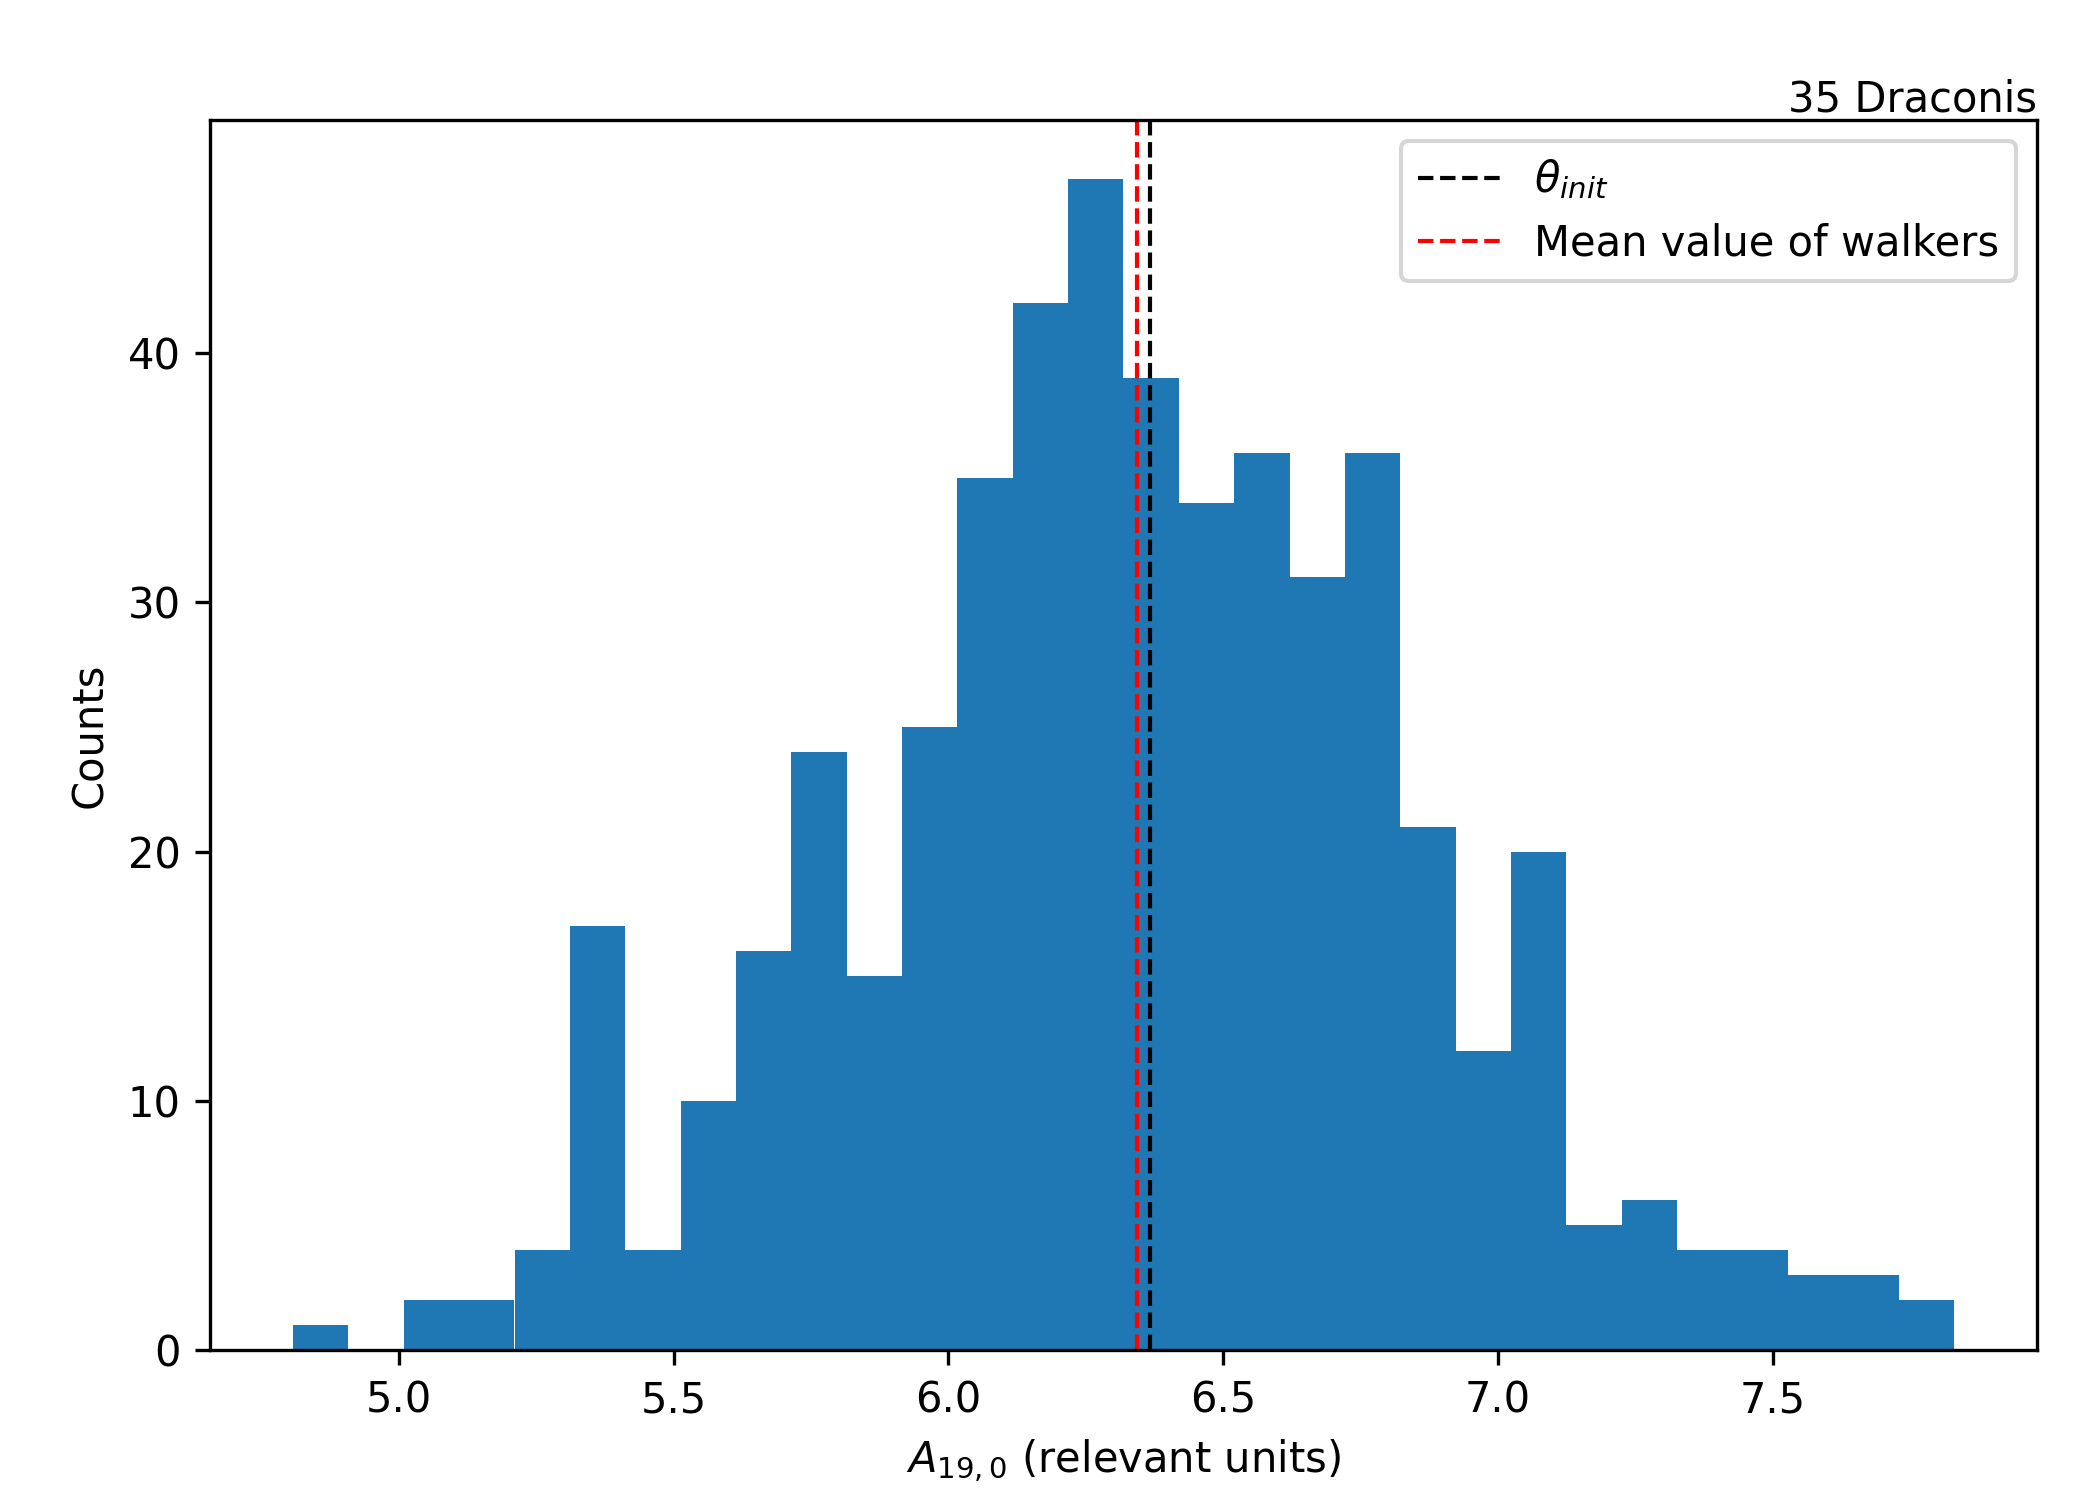 35 Draconis
θ_init
Mean value of walkers
Counts
40
30
20
10
0
5.0 5.5 6.0 6.5 7.0 7.5
A_19,0 (relevant units)